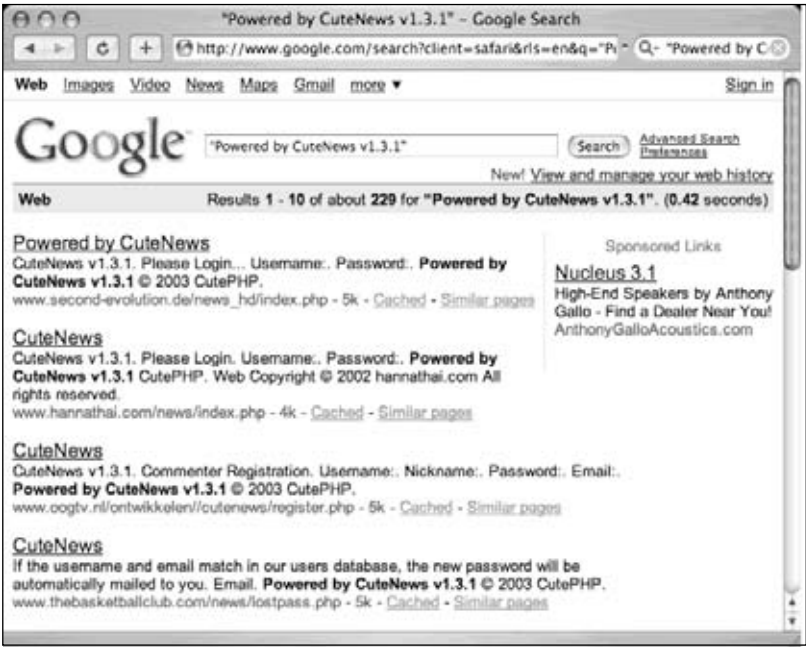 "Powered by CuteNews v1.3.1" – Google Search
http://www.google.com/search?client=safari&rls=en&q="Po
Q- "Powered by C
Web Images Video News Maps Gmail more ▼ Sign in
Google "Powered by CuteNews v1.3.1" Search Advanced Search
Preferences
New! View and manage your web history
Web Results 1 - 10 of about 229 for "Powered by CuteNews v1.3.1". (0.42 seconds)
Powered by CuteNews
CuteNews v1.3.1. Please Login... Username:. Password:. Powered by
CuteNews v1.3.1 © 2003 CutePHP.
www.second-evolution.de/news_hd/index.php - 5k - Cached - Similar pages
CuteNews
CuteNews v1.3.1. Please Login. Username:. Password:. Powered by
CuteNews v1.3.1 CutePHP. Web Copyright © 2002 hannathai.com All
rights reserved.
www.hannathai.com/news/index.php - 4k - Cached - Similar pages
CuteNews
CuteNews v1.3.1. Commenter Registration. Username:. Nickname:. Password:. Email:.
Powered by CuteNews v1.3.1 © 2003 CutePHP.
www.oogtv.nl/ontwikkelen//cutenews/register.php - 5k - Cached - Similar pages
CuteNews
If the username and email match in our users database, the new password will be
automatically mailed to you. Email. Powered by CuteNews v1.3.1 © 2003 CutePHP.
www.thebasketballclub.com/news/lostpass.php - 5k - Cached - Similar pages
Sponsored Links
Nucleus 3.1
High-End Speakers by Anthony
Gallo - Find a Dealer Near You!
AnthonyGalloAcoustics.com